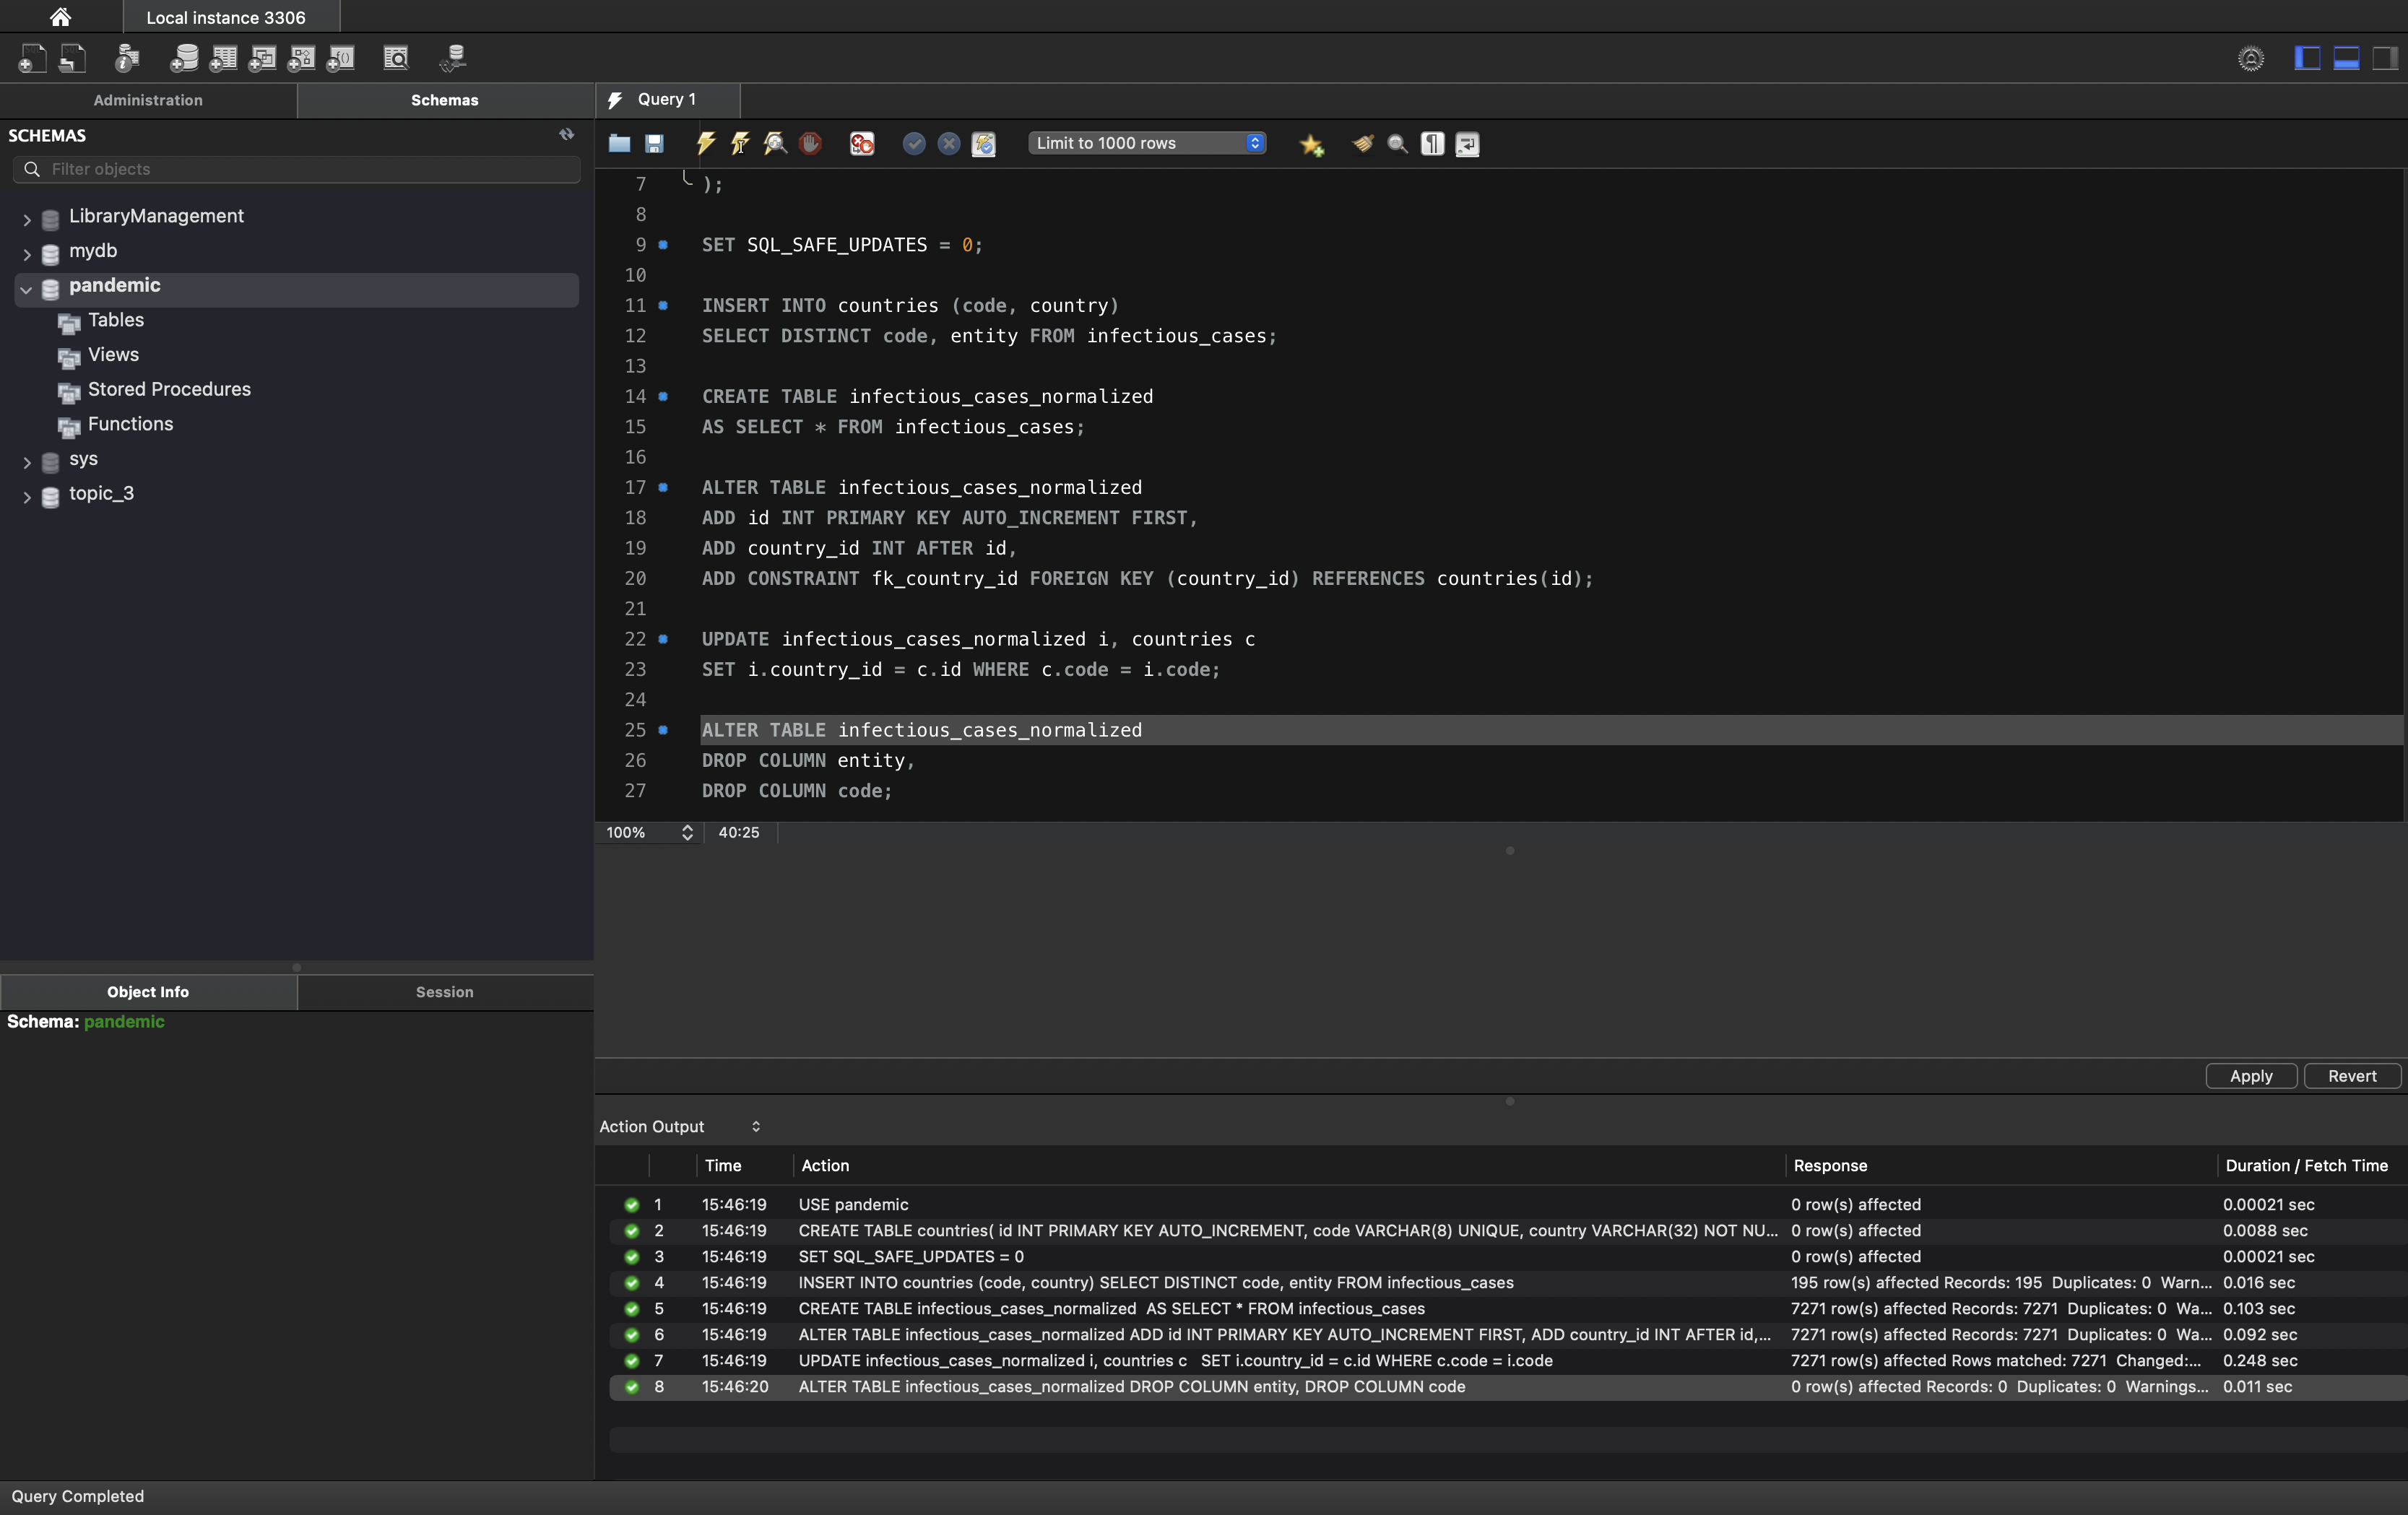 Local instance 3306
Administration
Schemas
Query 1
SCHEMAS
Filter objects
LibraryManagement
mydb
pandemic
Tables
Views
Stored Procedures
Functions
sys
topic_3
Limit to 1000 rows
7 );
8
9 SET SQL_SAFE_UPDATES = 0;
10
11 INSERT INTO countries (code, country)
12 SELECT DISTINCT code, entity FROM infectious_cases;
13
14 CREATE TABLE infectious_cases_normalized
15 AS SELECT * FROM infectious_cases;
16
17 ALTER TABLE infectious_cases_normalized
18 ADD id INT PRIMARY KEY AUTO_INCREMENT FIRST,
19 ADD country_id INT AFTER id,
20 ADD CONSTRAINT fk_country_id FOREIGN KEY (country_id) REFERENCES countries(id);
21
22 UPDATE infectious_cases_normalized i, countries c
23 SET i.country_id = c.id WHERE c.code = i.code;
24
25 ALTER TABLE infectious_cases_normalized
26 DROP COLUMN entity,
27 DROP COLUMN code;
100% 40:25
Object Info
Session
Schema: pandemic
Apply
Revert
Action Output
Time Action Response Duration / Fetch Time
1 15:46:19 USE pandemic 0 row(s) affected 0.00021 sec
2 15:46:19 CREATE TABLE countries( id INT PRIMARY KEY AUTO_INCREMENT, code VARCHAR(8) UNIQUE, country VARCHAR(32) NOT NU... 0 row(s) affected 0.0088 sec
3 15:46:19 SET SQL_SAFE_UPDATES = 0 0 row(s) affected 0.00021 sec
4 15:46:19 INSERT INTO countries (code, country) SELECT DISTINCT code, entity FROM infectious_cases 195 row(s) affected Records: 195 Duplicates: 0 Warn... 0.016 sec
5 15:46:19 CREATE TABLE infectious_cases_normalized AS SELECT * FROM infectious_cases 7271 row(s) affected Records: 7271 Duplicates: 0 Wa... 0.103 sec
6 15:46:19 ALTER TABLE infectious_cases_normalized ADD id INT PRIMARY KEY AUTO_INCREMENT FIRST, ADD country_id INT AFTER id,... 7271 row(s) affected Records: 7271 Duplicates: 0 Wa... 0.092 sec
7 15:46:19 UPDATE infectious_cases_normalized i, countries c SET i.country_id = c.id WHERE c.code = i.code 7271 row(s) affected Rows matched: 7271 Changed:... 0.248 sec
8 15:46:20 ALTER TABLE infectious_cases_normalized DROP COLUMN entity, DROP COLUMN code 0 row(s) affected Records: 0 Duplicates: 0 Warnings... 0.011 sec
Query Completed